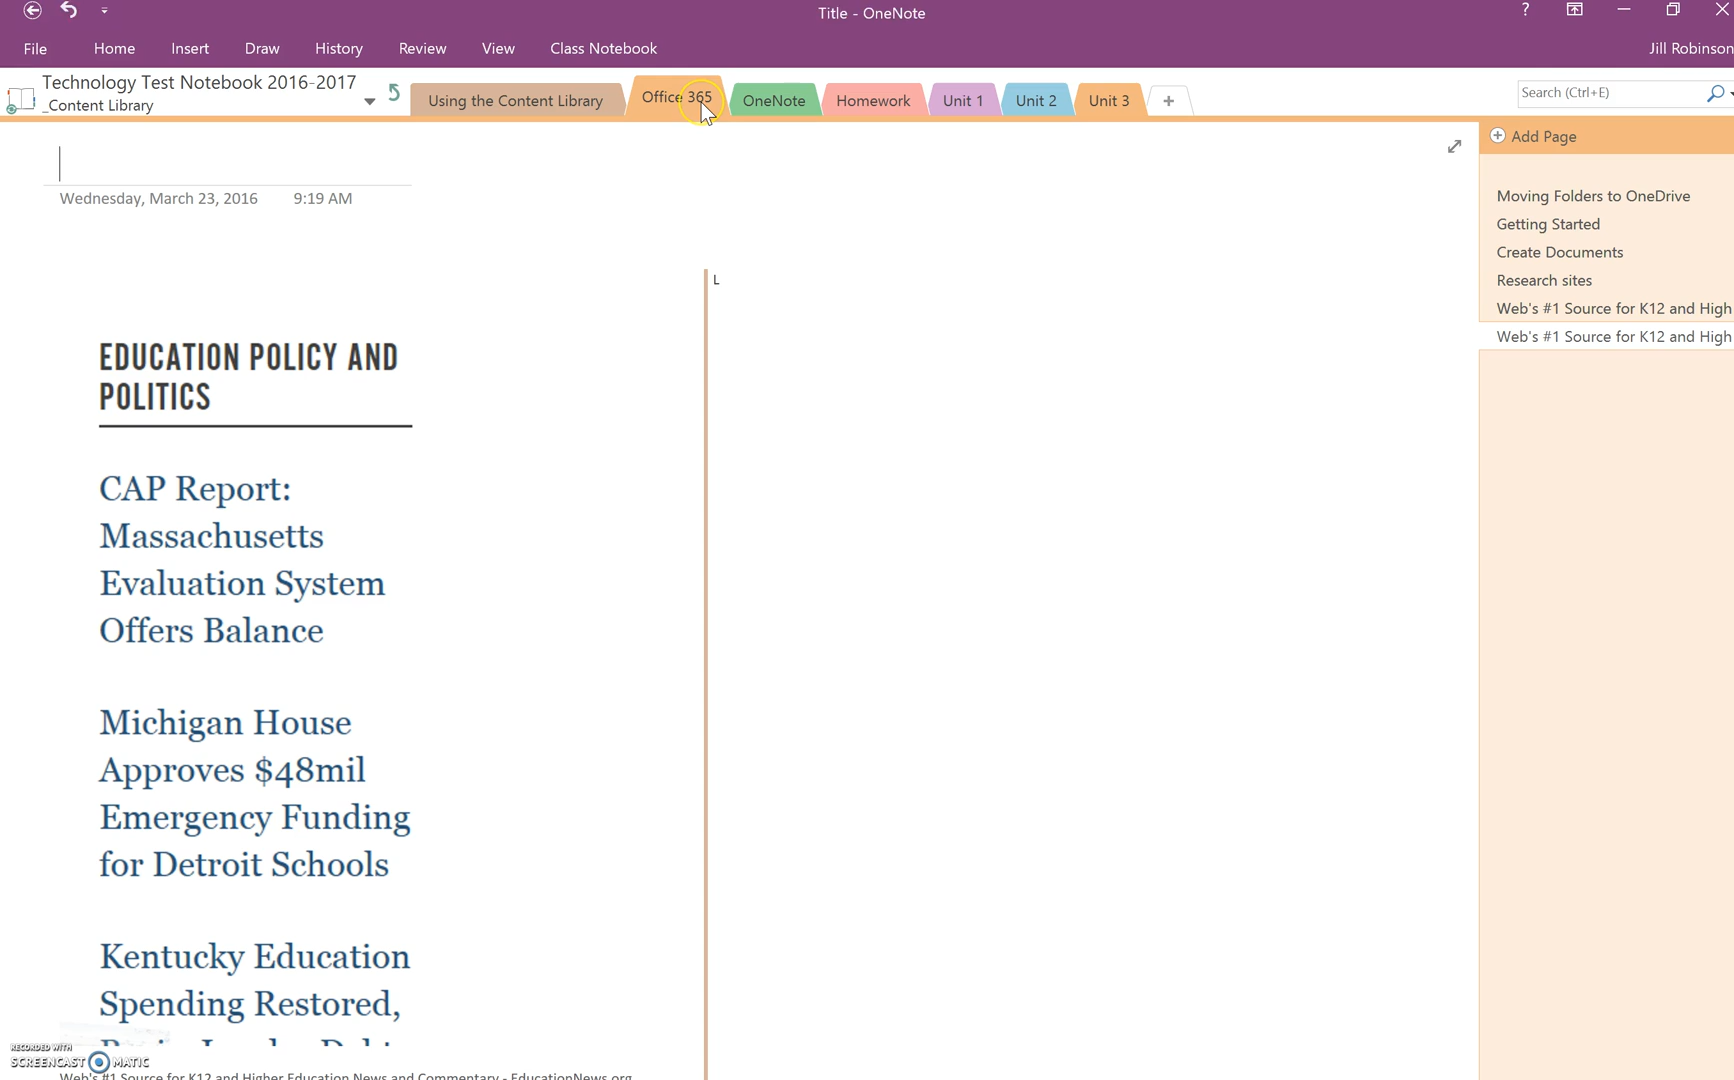 Title - OneNote
?
File Home Insert Draw History Review View Class Notebook
Jill Robinson
Technology Test Notebook 2016-2017
_Content Library
Using the Content Library Office 365 OneNote Homework Unit 1 Unit 2 Unit 3 +
Search (Ctrl+E)
Add Page
Wednesday, March 23, 2016 9:19 AM
Moving Folders to OneDrive
Getting Started
Create Documents
Research sites
Web's #1 Source for K12 and High
Web's #1 Source for K12 and High
L
EDUCATION POLICY AND
POLITICS
CAP Report:
Massachusetts
Evaluation System
Offers Balance
Michigan House
Approves $48mil
Emergency Funding
for Detroit Schools
Kentucky Education
Spending Restored,
RECORDED WITH
SCREENCAST MATIC
Web's #1 Source for K12 and Higher Education News and Commentary - EducationNews.org